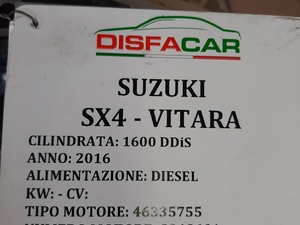 DISFACAR
SUZUKI
SX4 - VITARA
CILINDRATA: 1600 DDiS
ANNO: 2016
ALIMENTAZIONE: DIESEL
KW: - CV:
TIPO MOTORE: 46335755